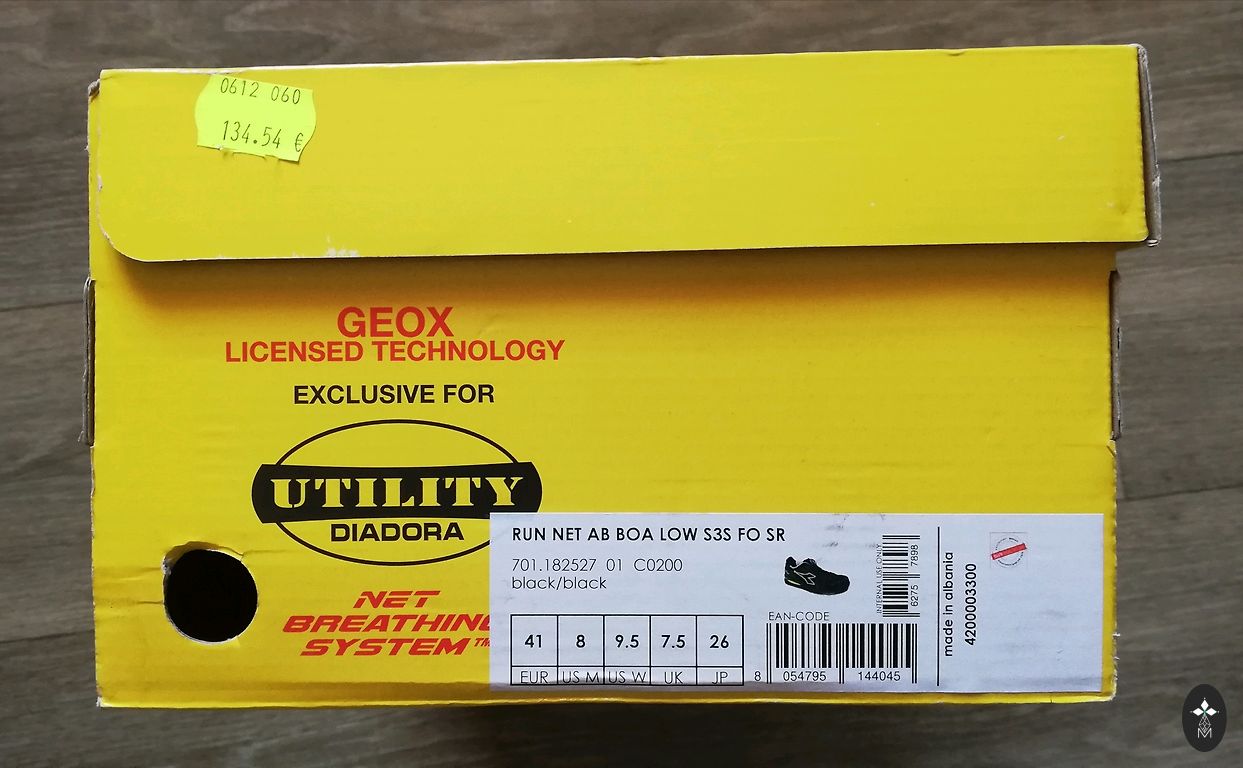 0612 060
134.54 €
GEOX
LICENSED TECHNOLOGY
EXCLUSIVE FOR
UTILITY
DIADORA
NET
BREATHING
SYSTEM™
RUN NET AB BOA LOW S3S FO SR
701.182527 01 C0200
black/black
41 8 9.5 7.5 26
EUR US M US W UK JP
EAN-CODE
8 054795 144045
INTERNAL USE ONLY
6275 7898
made in albania
4200003300
M